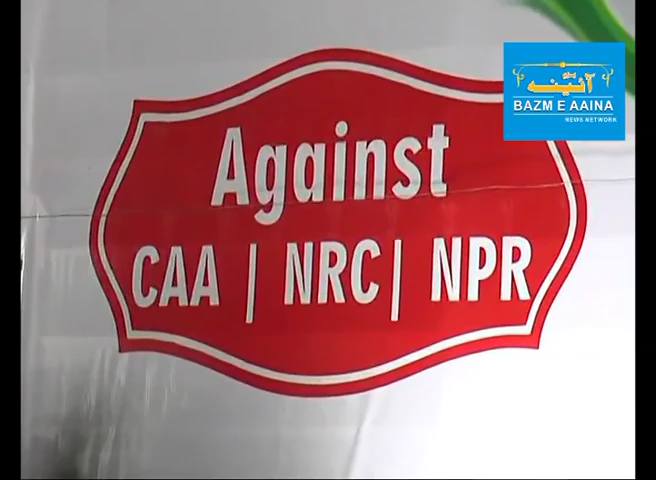 Against
CAA | NRC | NPR
آئینہ
BAZM E AAINA
NEWS NETWORK